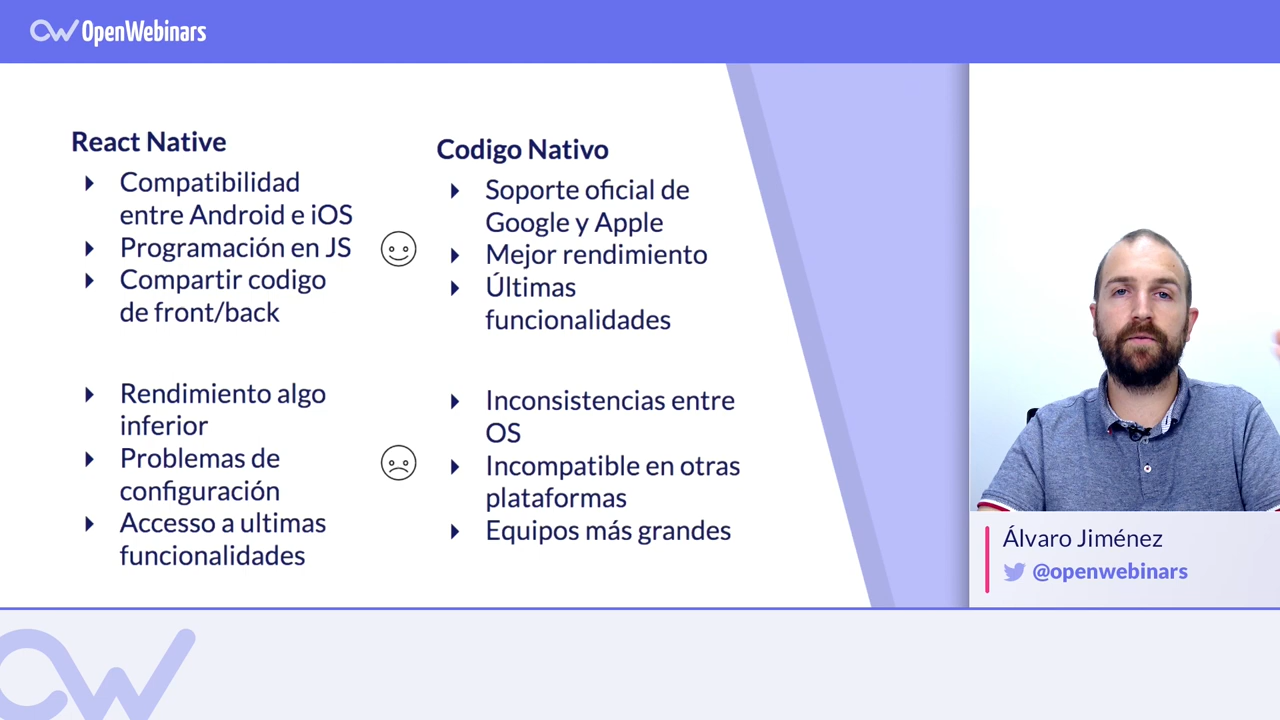 OpenWebinars
React Native
Compatibilidad
entre Android e iOS
Programación en JS
Compartir codigo
de front/back
Rendimiento algo
inferior
Problemas de
configuración
Accesso a ultimas
funcionalidades
Codigo Nativo
Soporte oficial de
Google y Apple
Mejor rendimiento
Últimas
funcionalidades
Inconsistencias entre
OS
Incompatible en otras
plataformas
Equipos más grandes
Álvaro Jiménez
@openwebinars